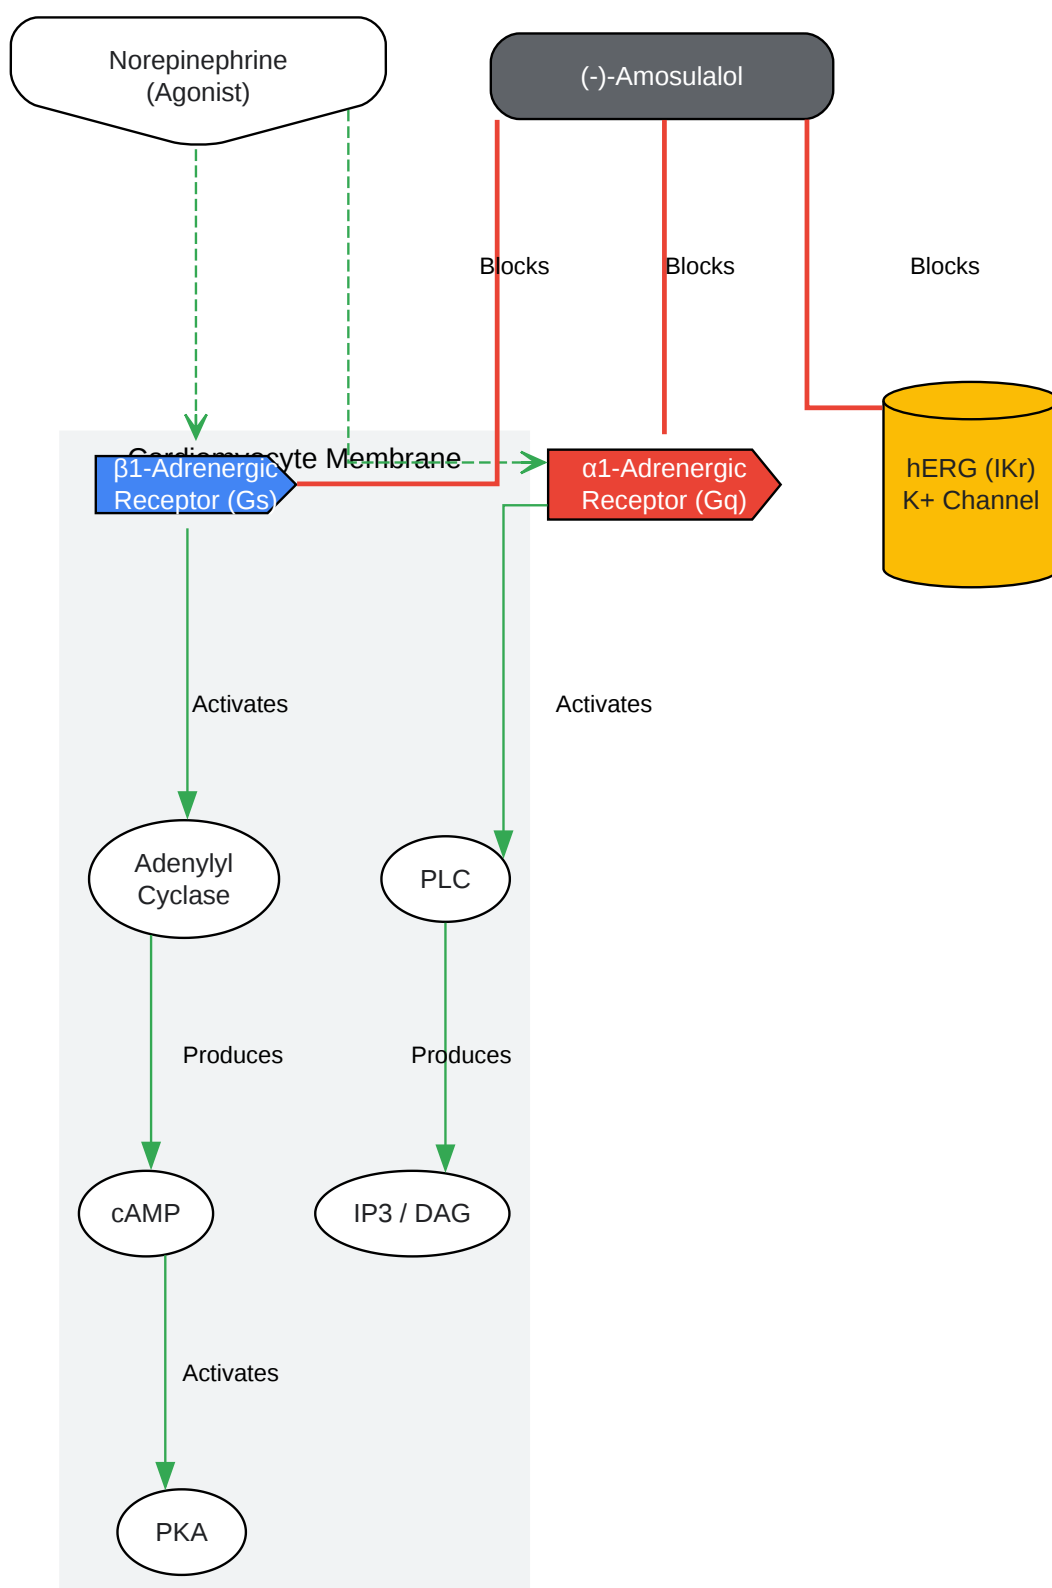 Norepinephrine
(Agonist)
(-)-Amosulalol
Blocks
Blocks
Blocks
Cardiomyocyte Membrane
β1-Adrenergic
Receptor (Gs)
α1-Adrenergic
Receptor (Gq)
hERG (IKr)
K+ Channel
Activates
Activates
Adenylyl
Cyclase
PLC
Produces
Produces
cAMP
IP3 / DAG
Activates
PKA